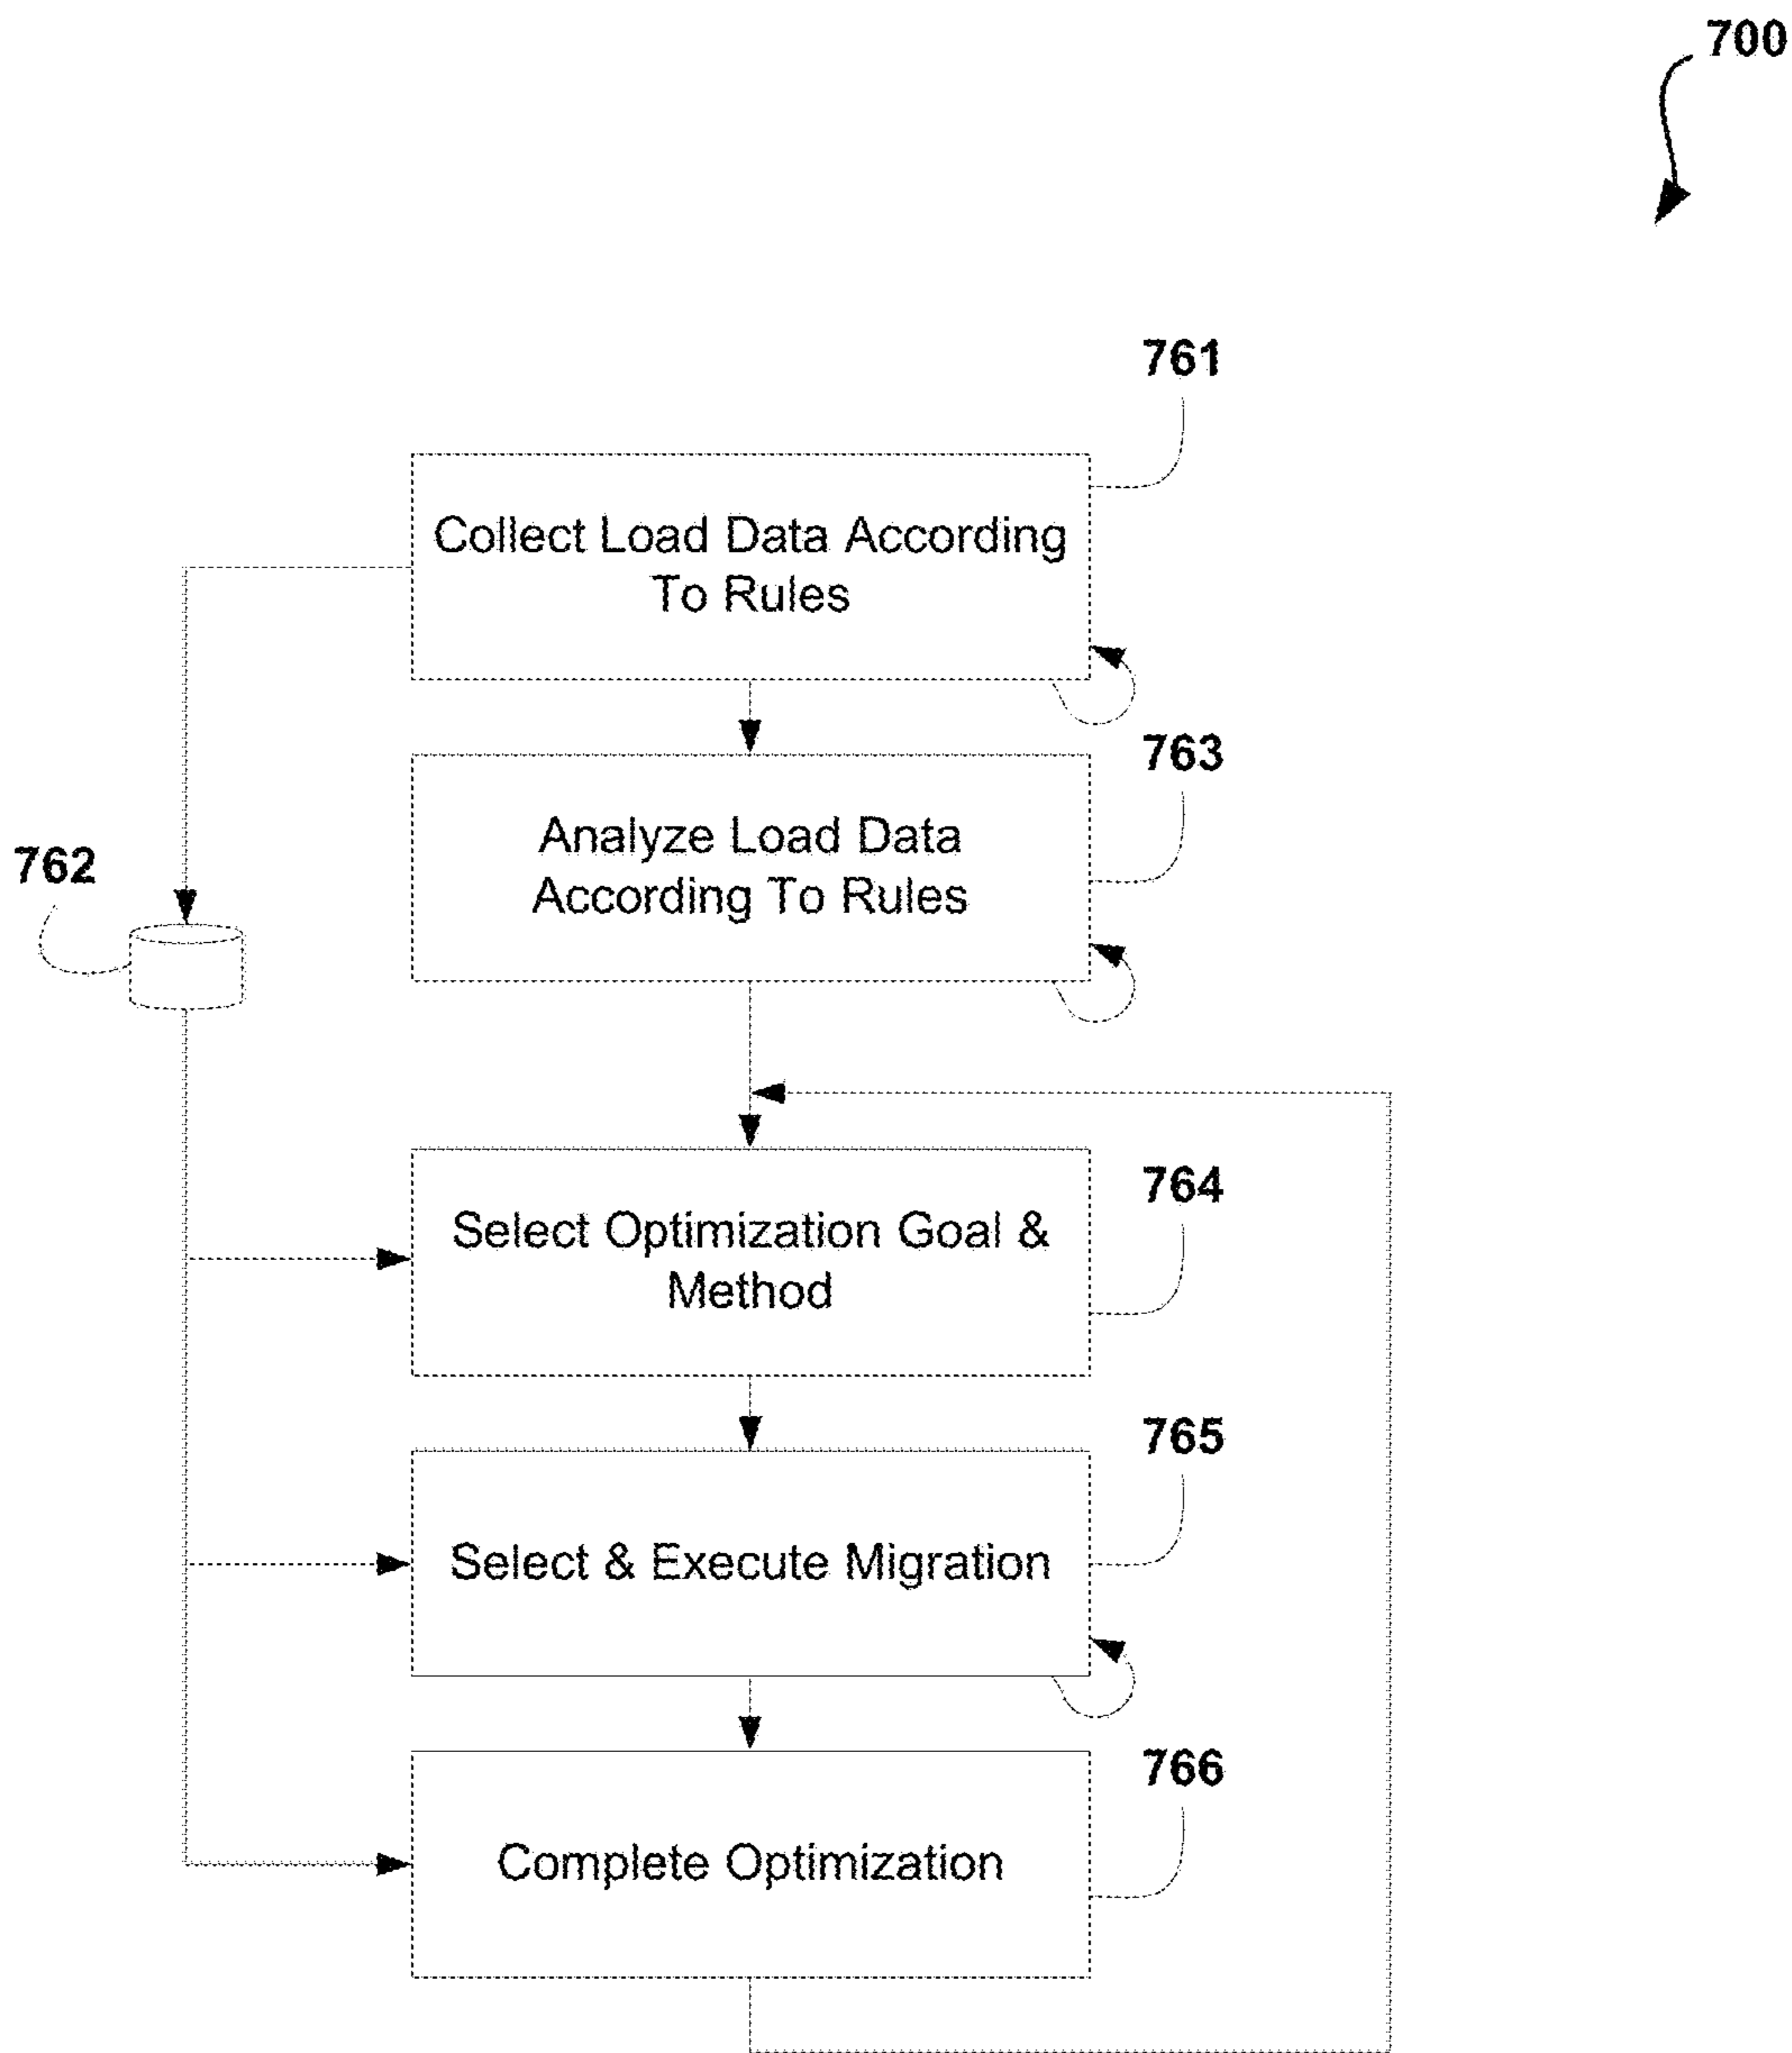 700
761
Collect Load Data According
To Rules
763
Analyze Load Data
According To Rules
762
764
Select Optimization Goal &
Method
765
Select & Execute Migration
766
Complete Optimization